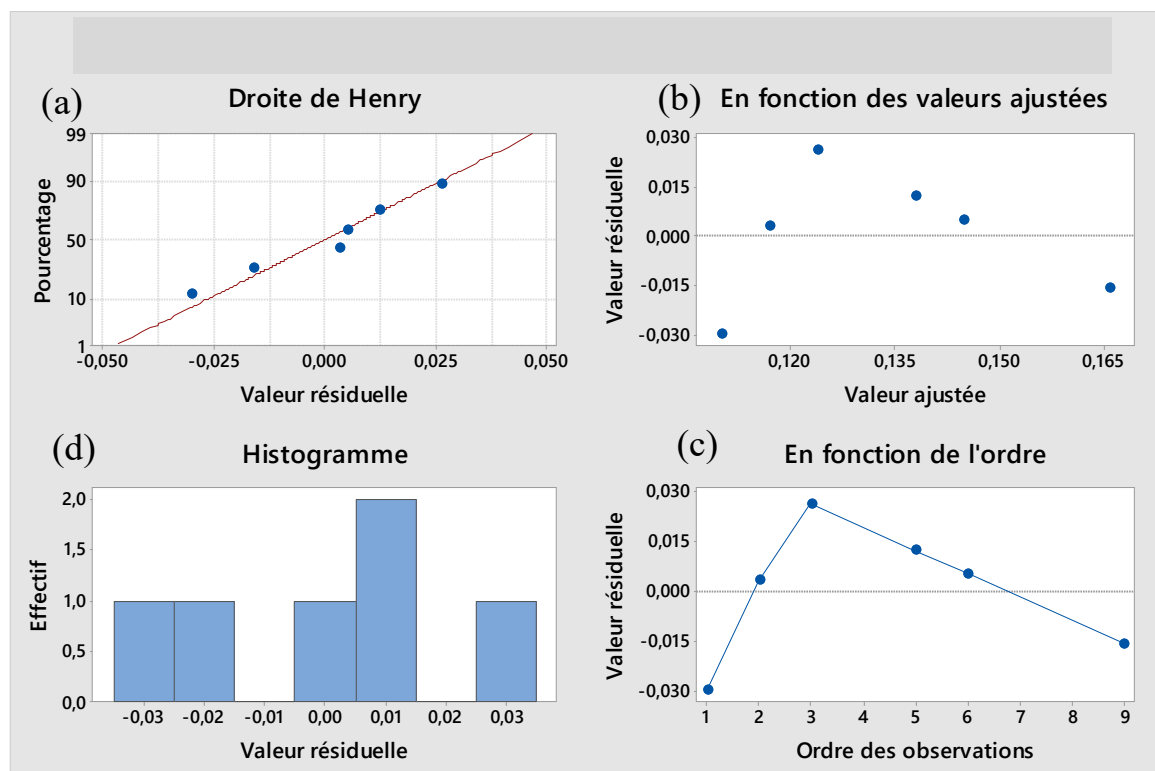 (a) Droite de Henry
Pourcentage
99
90
50
10
1
-0,050 -0,025 0,000 0,025 0,050
Valeur résiduelle
(b) En fonction des valeurs ajustées
Valeur résiduelle
0,030
0,015
0,000
-0,015
-0,030
0,120 0,135 0,150 0,165
Valeur ajustée
(d) Histogramme
Effectif
2,0
1,5
1,0
0,5
0,0
-0,03 -0,02 -0,01 0,00 0,01 0,02 0,03
Valeur résiduelle
(c) En fonction de l'ordre
Valeur résiduelle
0,030
0,015
0,000
-0,015
-0,030
1 2 3 4 5 6 7 8 9
Ordre des observations